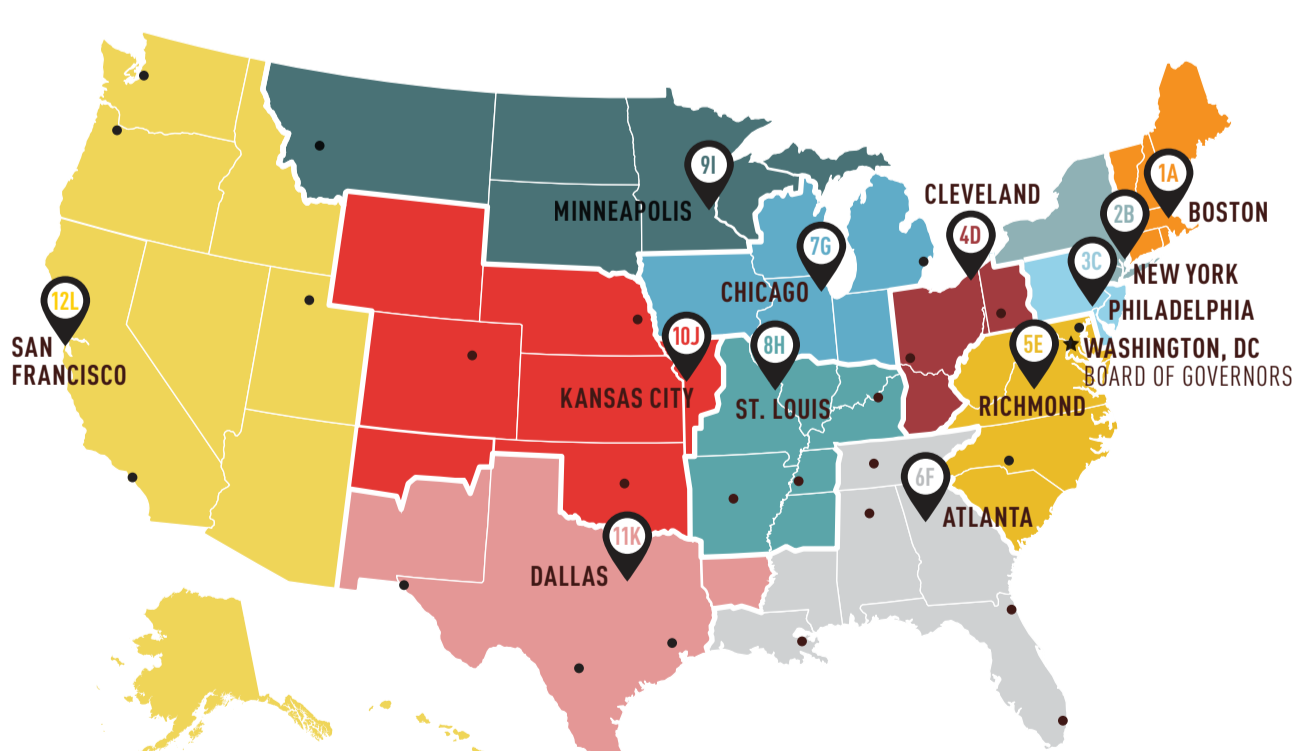 9I
MINNEAPOLIS
7G
CHICAGO
CLEVELAND
4D
1A
BOSTON
2B
NEW YORK
3C
PHILADELPHIA
WASHINGTON, DC
BOARD OF GOVERNORS
5E
RICHMOND
12L
SAN
FRANCISCO
10J
KANSAS CITY
8H
ST. LOUIS
6F
ATLANTA
11K
DALLAS